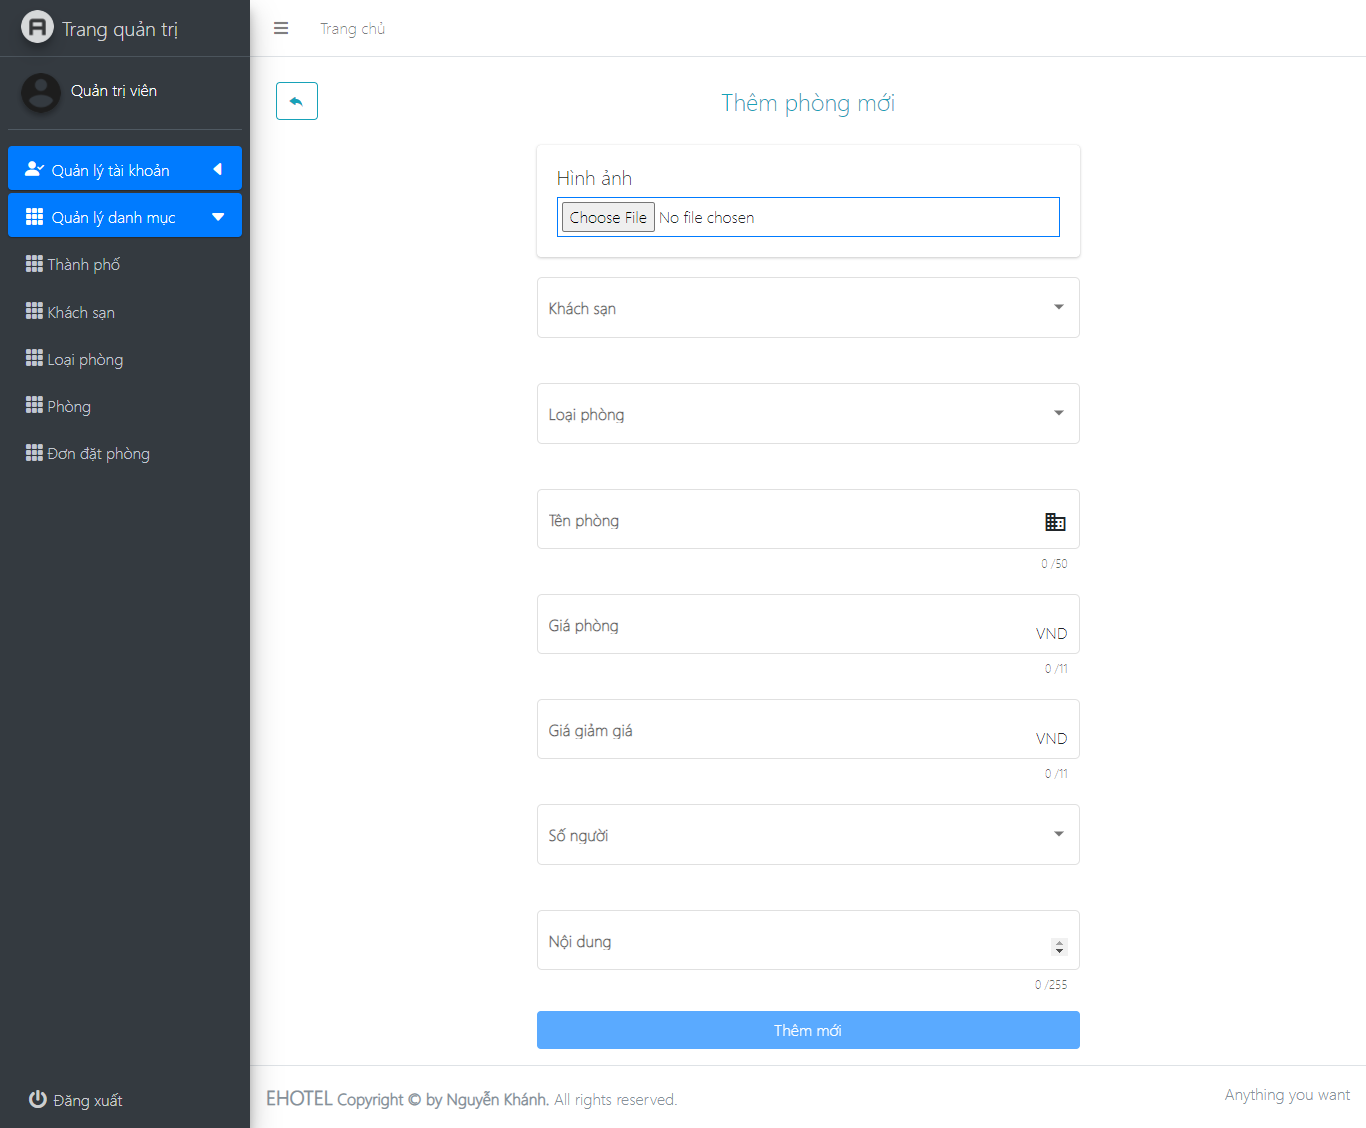 Trang quản trị
Trang chủ
Quản trị viên
Quản lý tài khoản
Quản lý danh mục
Thành phố
Khách sạn
Loại phòng
Phòng
Đơn đặt phòng
Đăng xuất
Thêm phòng mới
Hình ảnh
Choose File No file chosen
Khách sạn
Loại phòng
Tên phòng
0 /50
Giá phòng
VND
0 /11
Giá giảm giá
VND
0 /11
Số người
Nội dung
0 /255
Thêm mới
EHOTEL Copyright © by Nguyễn Khánh. All rights reserved.
Anything you want